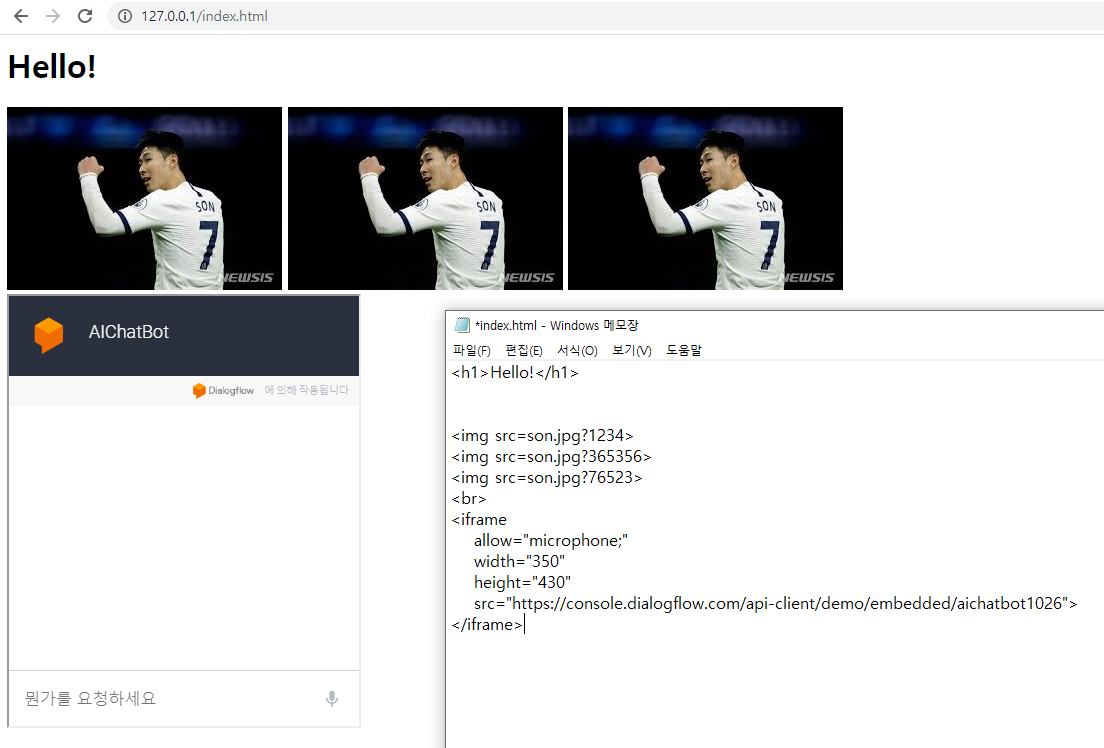 127.0.0.1/index.html
Hello!
SON
7
NEWSIS
SON
7
NEWSIS
SON
7
NEWSIS
AIChatBot
Dialogflow 에 의해 작동됩니다
뭔가를 요청하세요
*index.html - Windows 메모장
파일(F) 편집(E) 서식(O) 보기(V) 도움말
<h1>Hello!</h1>
<img src=son.jpg?1234>
<img src=son.jpg?365356>
<img src=son.jpg?76523>
<br>
<iframe
allow="microphone;"
width="350"
height="430"
src="https://console.dialogflow.com/api-client/demo/embedded/aichatbot1026">
</iframe>